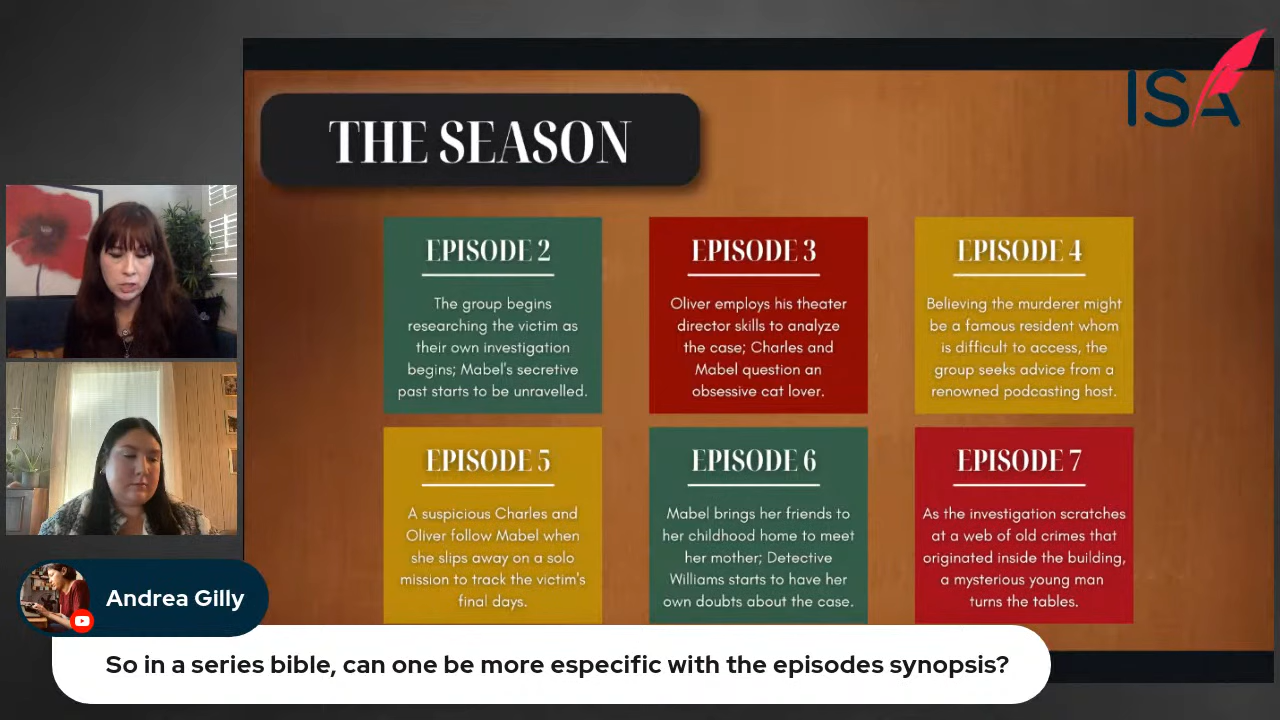 ISA
THE SEASON
EPISODE 2
The group begins
researching the victim as
their own investigation
begins; Mabel's secretive
past starts to be unravelled.
EPISODE 3
Oliver employs his theater
director skills to analyze
the case; Charles and
Mabel question an
obsessive cat lover.
EPISODE 4
Believing the murderer might
be a famous resident whom
is difficult to access, the
group seeks advice from a
renowned podcasting host.
EPISODE 5
A suspicious Charles and
Oliver follow Mabel when
she slips away on a solo
mission to track the victim's
final days.
EPISODE 6
Mabel brings her friends to
her childhood home to meet
her mother; Detective
Williams starts to have her
own doubts about the case.
EPISODE 7
As the investigation scratches
at a web of old crimes that
originated inside the building,
a mysterious young man
turns the tables.
Andrea Gilly
So in a series bible, can one be more especific with the episodes synopsis?